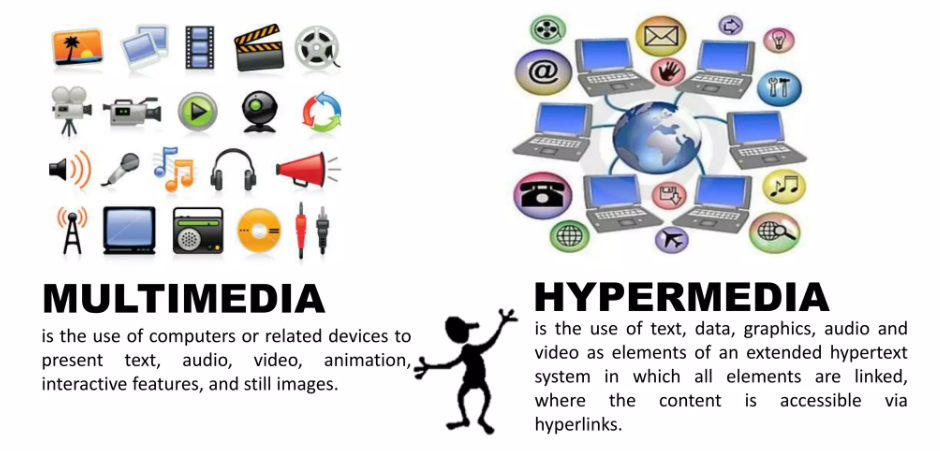 MULTIMEDIA
is the use of computers or related devices to
present text, audio, video, animation,
interactive features, and still images.
HYPERMEDIA
is the use of text, data, graphics, audio and
video as elements of an extended hypertext
system in which all elements are linked,
where the content is accessible via
hyperlinks.